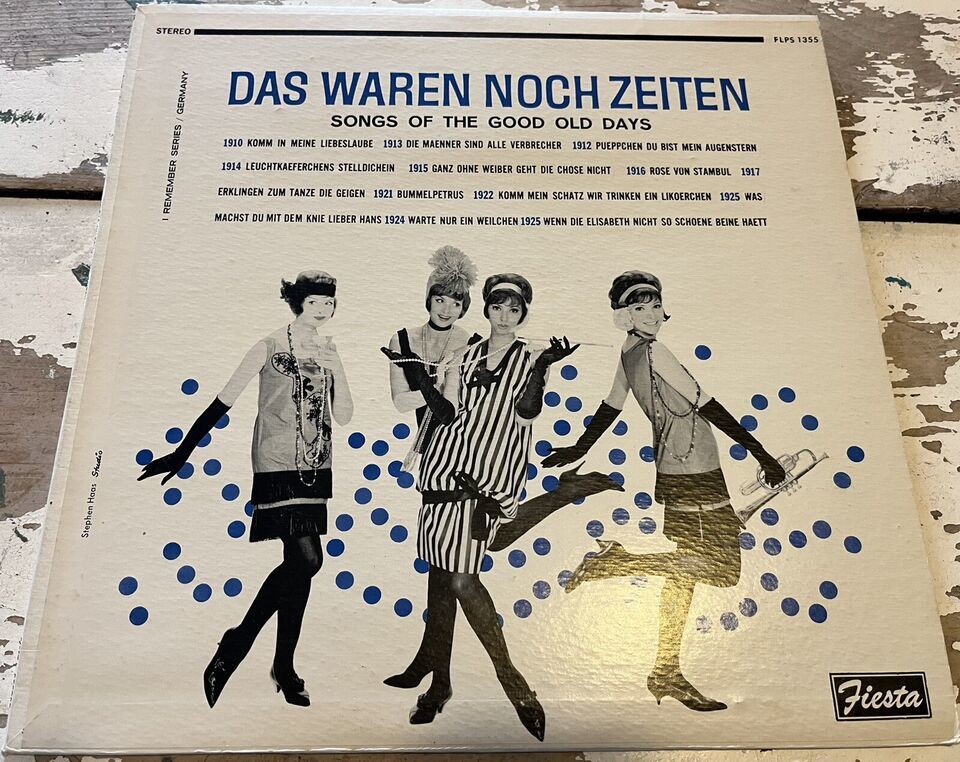 STEREO
FLPS 1355
I REMEMBER SERIES / GERMANY
DAS WAREN NOCH ZEITEN
SONGS OF THE GOOD OLD DAYS
1910 KOMM IN MEINE LIEBESLAUBE 1913 DIE MAENNER SIND ALLE VERBRECHER 1912 PUEPPCHEN DU BIST MEIN AUGENSTERN
1914 LEUCHTKAEFERCHENS STELLDICHEIN 1915 GANZ OHNE WEIBER GEHT DIE CHOSE NICHT 1916 ROSE VON STAMBUL 1917
ERKLINGEN ZUM TANZE DIE GEIGEN 1921 BUMMELPETRUS 1922 KOMM MEIN SCHATZ WIR TRINKEN EIN LIKOERCHEN 1925 WAS
MACHST DU MIT DEM KNIE LIEBER HANS 1924 WARTE NUR EIN WEILCHEN 1925 WENN DIE ELISABETH NICHT SO SCHOENE BEINE HAETT
Stephen Haas Studio
Fiesta